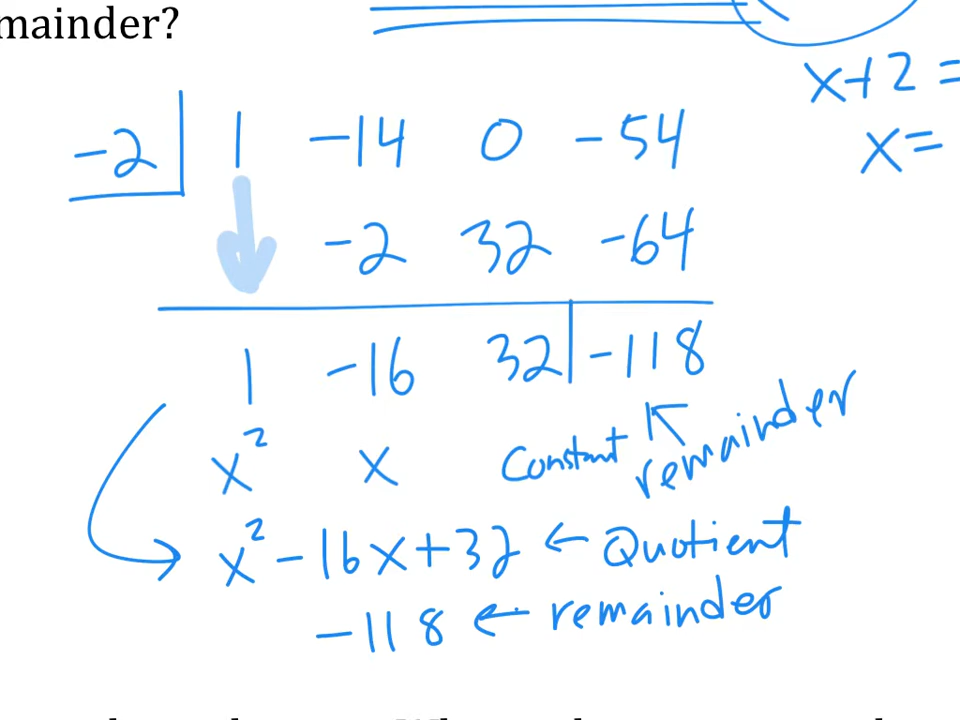 mainder?
x+2 =
x=
-2 | 1 -14 0 -54
-2 32 -64
1 -16 32 | -118
x² x Constant remainder
x² - 16x + 32 ← Quotient
-118 ← remainder